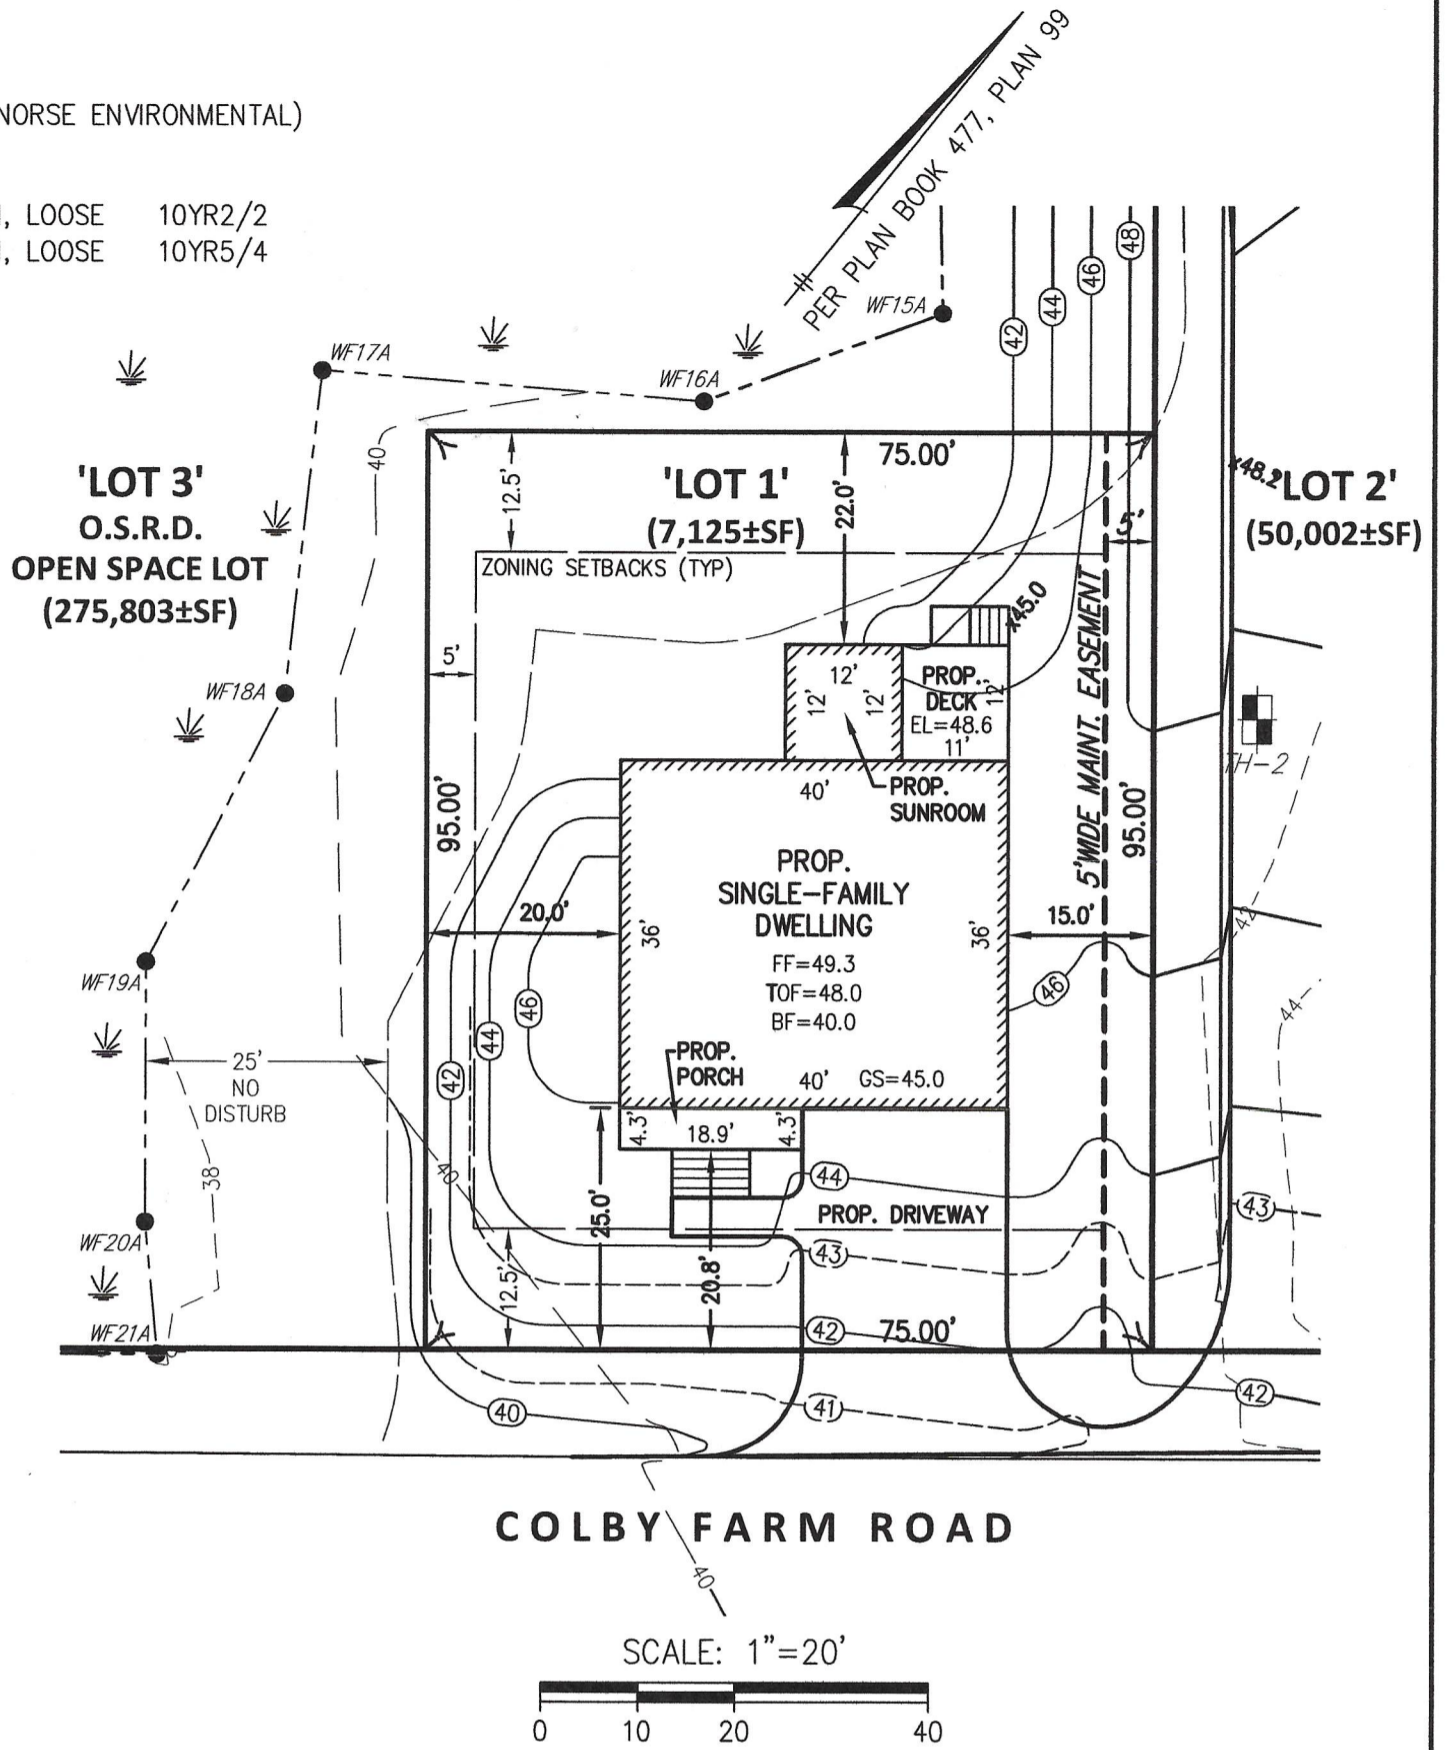 NORSE ENVIRONMENTAL)
, LOOSE 10YR2/2
, LOOSE 10YR5/4
PER PLAN BOOK 477, PLAN 99
WF15A
WF17A
WF16A
42
44
46
48
40
75.00'
'LOT 3'
O.S.R.D.
OPEN SPACE LOT
(275,803±SF)
12.5'
'LOT 1'
(7,125±SF)
22.0'
5'
x48.2
'LOT 2'
(50,002±SF)
ZONING SETBACKS (TYP)
x45.0
5'WIDE MAINT. EASEMENT
5'
WF18A
12'
12'
12'
PROP.
DECK
12'
EL=48.6
11'
TH-2
95.00'
40'
PROP.
SUNROOM
95.00'
PROP.
SINGLE-FAMILY
DWELLING
20.0'
36'
36'
15.0'
42
FF=49.3
TOF=48.0
BF=40.0
WF19A
46
46
44
44
42
25'
NO
DISTURB
PROP.
PORCH
40' GS=45.0
4.3'
18.9'
4.3'
38
40
44
25.0'
PROP. DRIVEWAY
43
WF20A
43
12.5'
20.8'
WF21A
42
75.00'
40
41
42
COLBY FARM ROAD
40
SCALE: 1"=20'
0 10 20 40